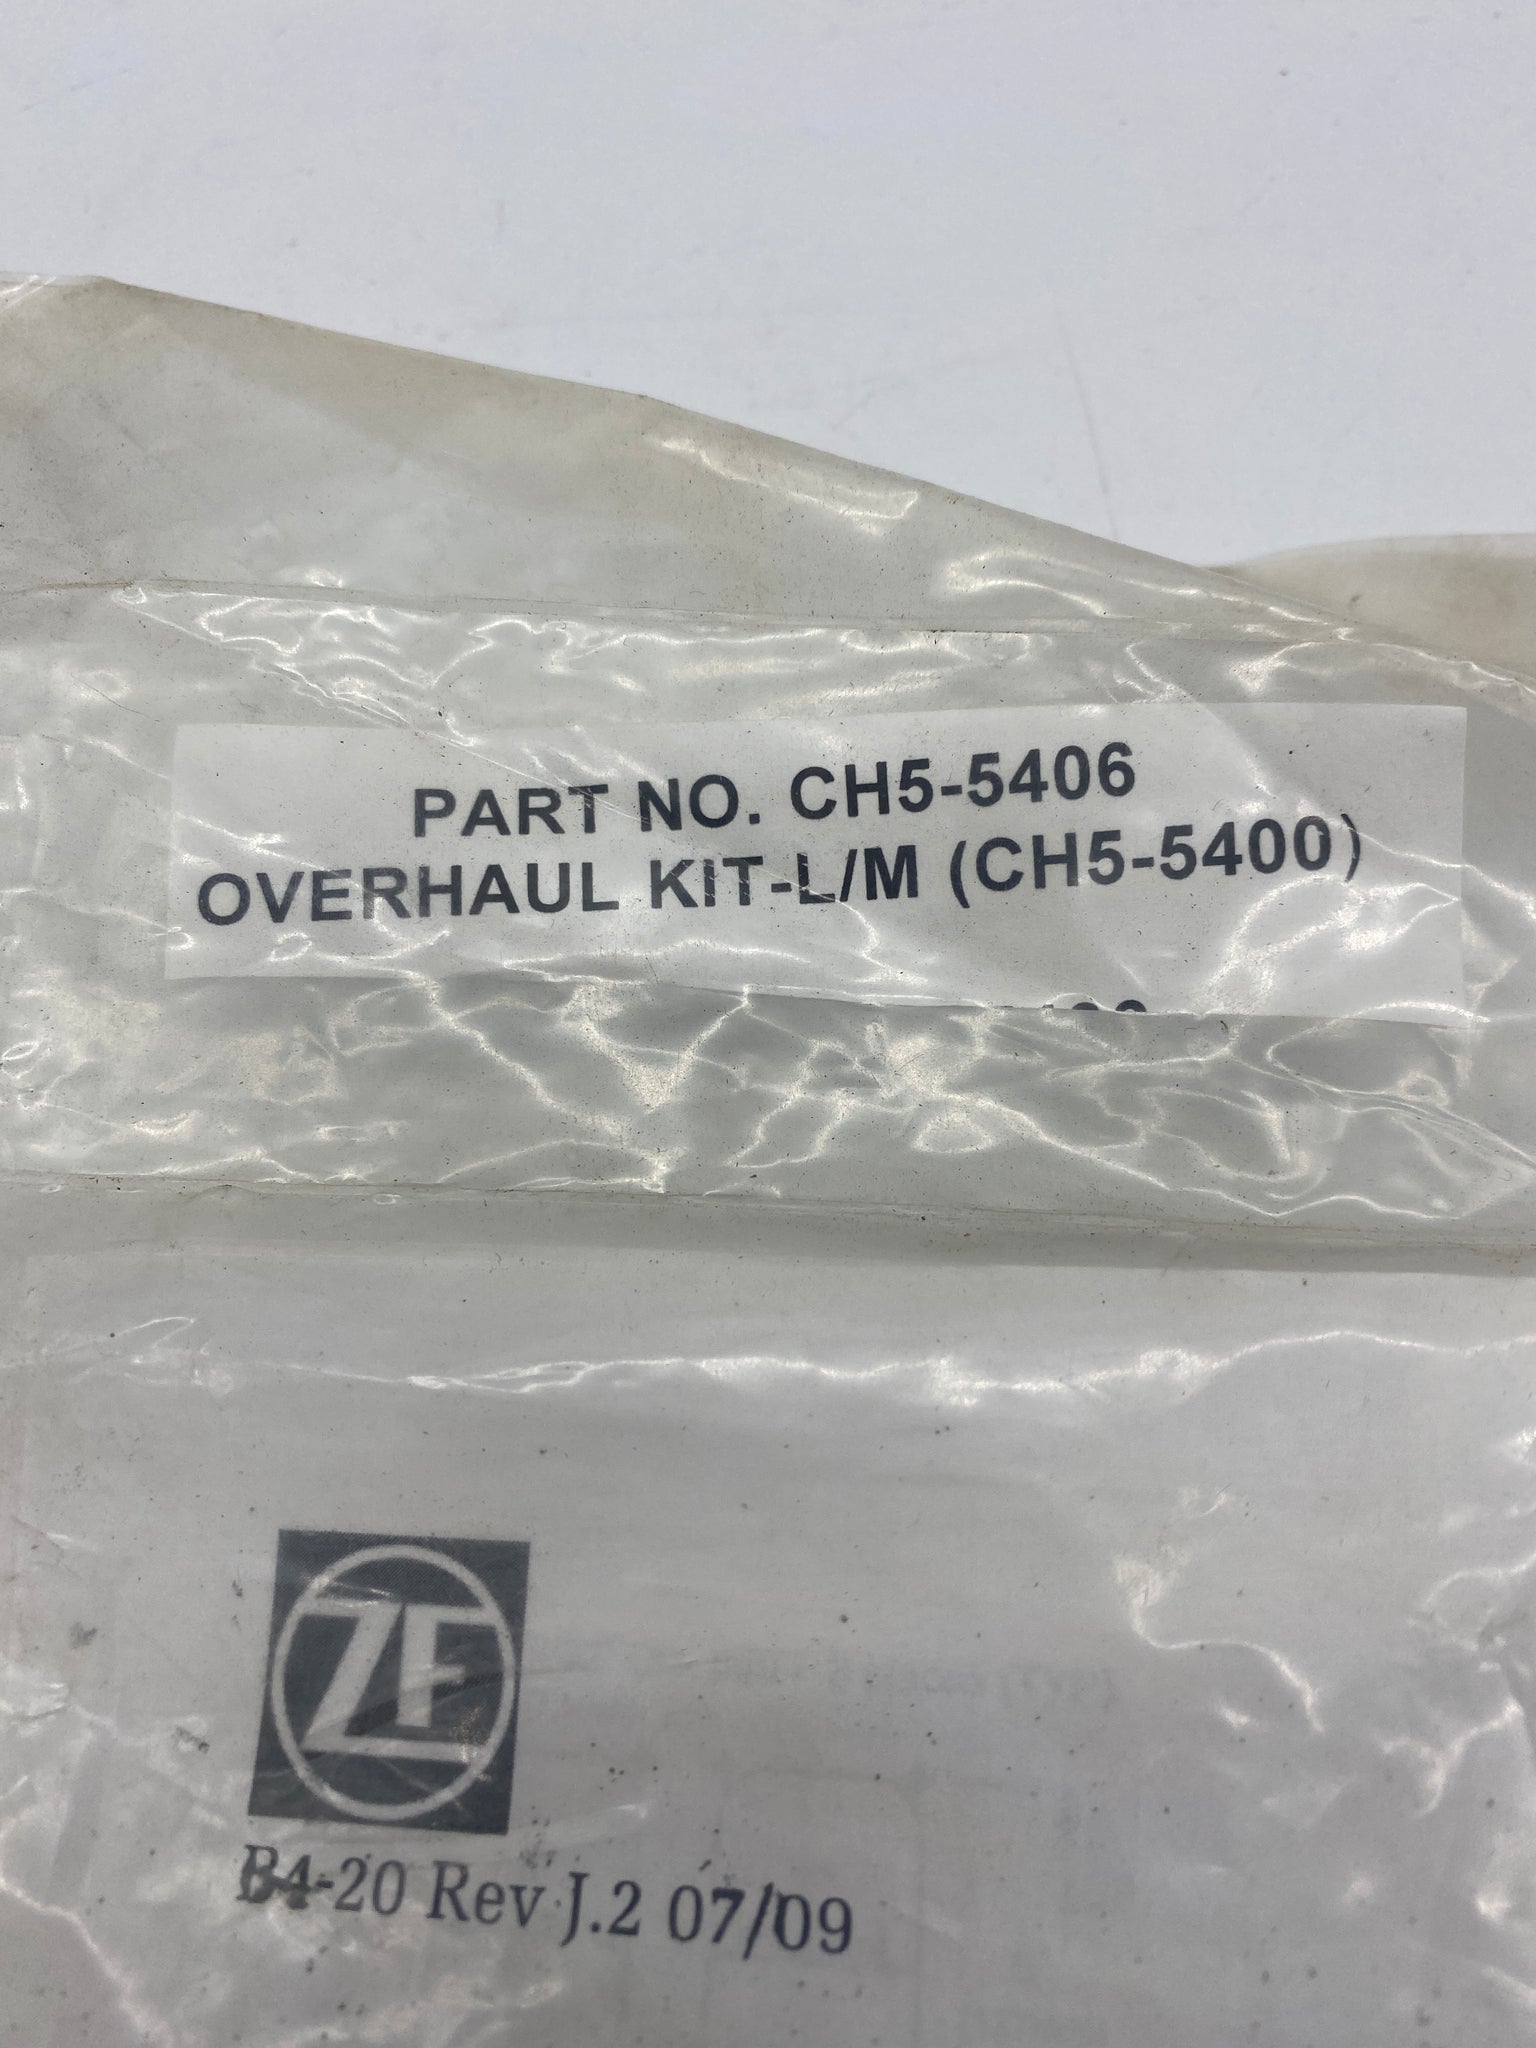 PART NO. CH5-5406
OVERHAUL KIT-L/M (CH5-5400)
ZF
B4-20 Rev J.2 07/09